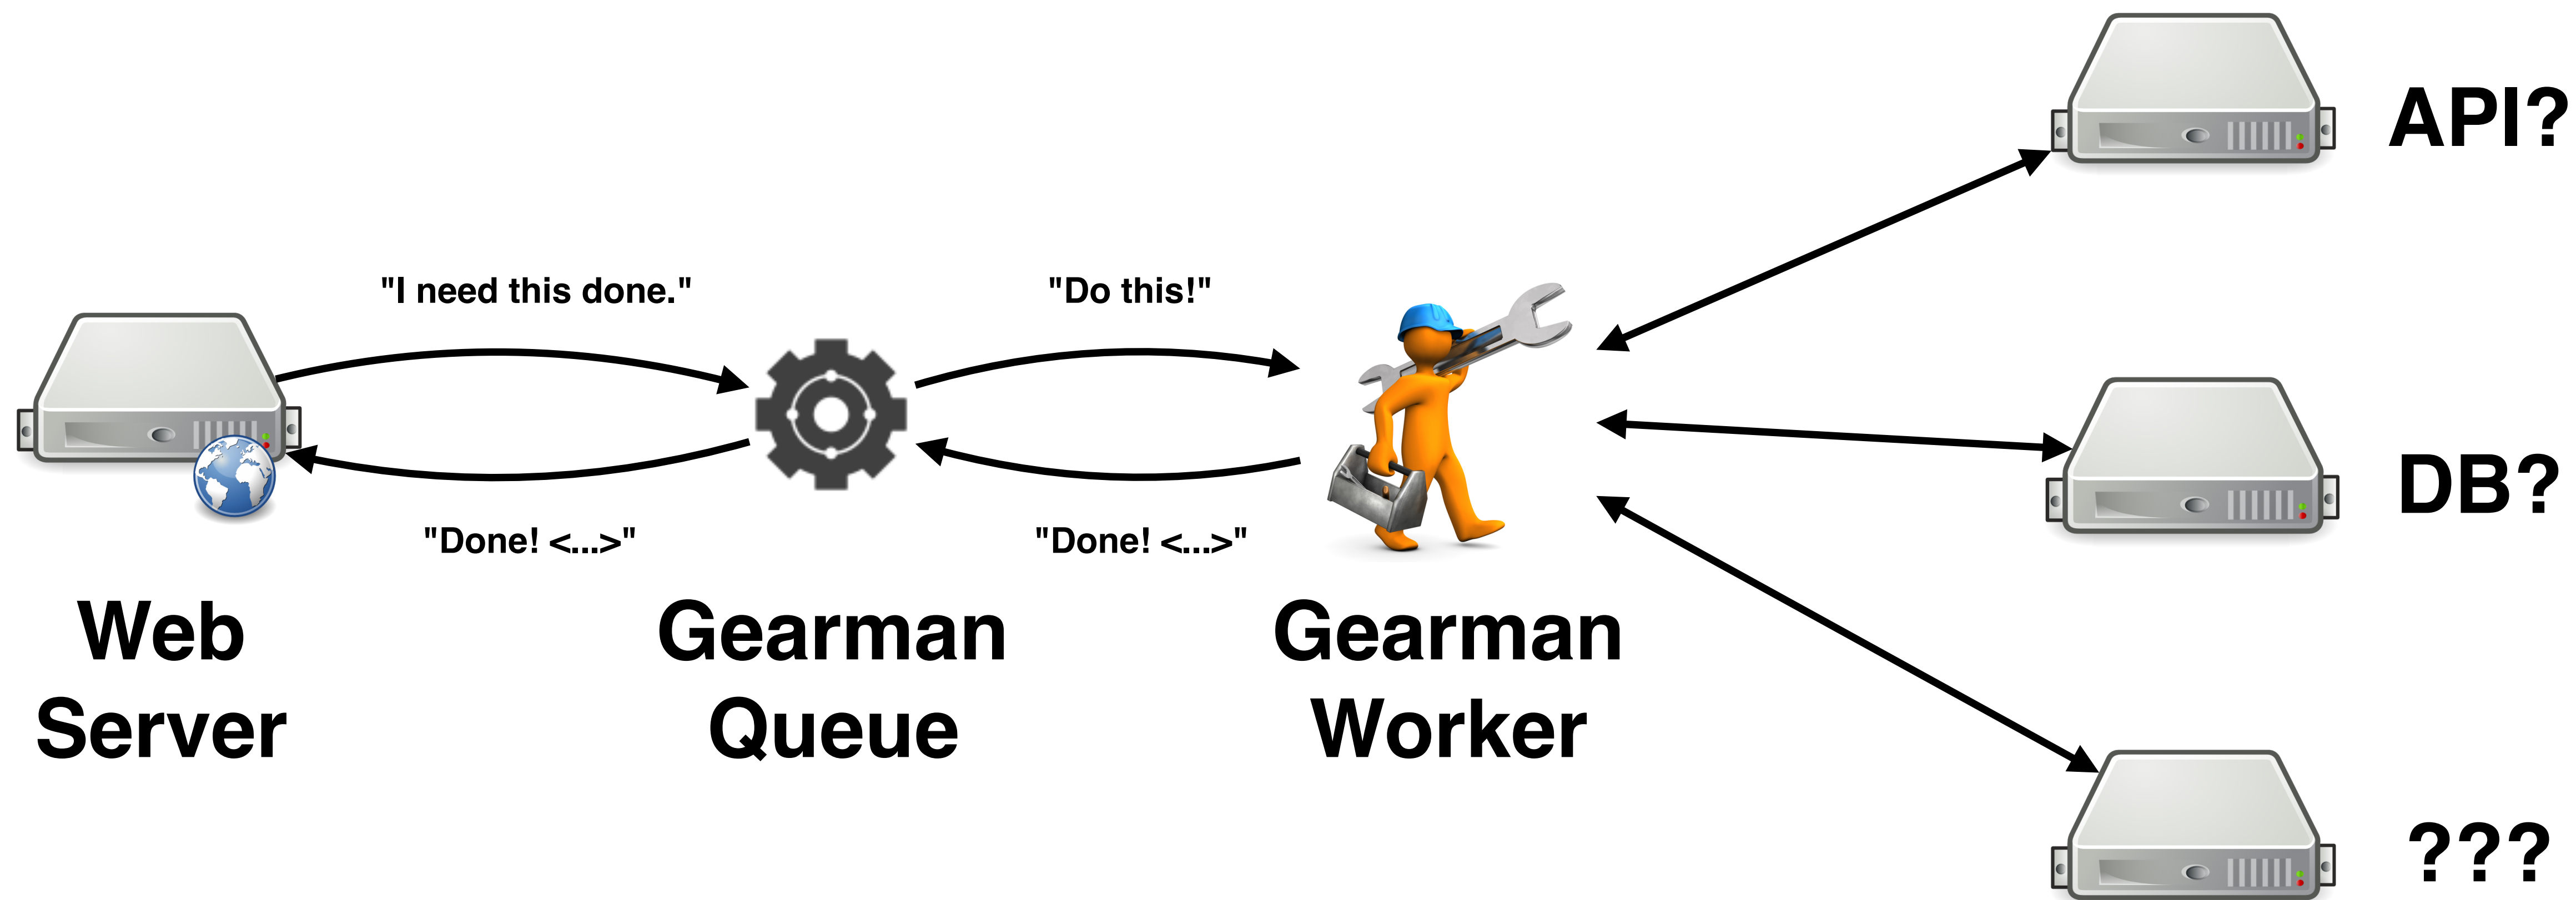 API?
"I need this done."
"Do this!"
"Done! <...>"
"Done! <...>"
DB?
Web
Server
Gearman
Queue
Gearman
Worker
???